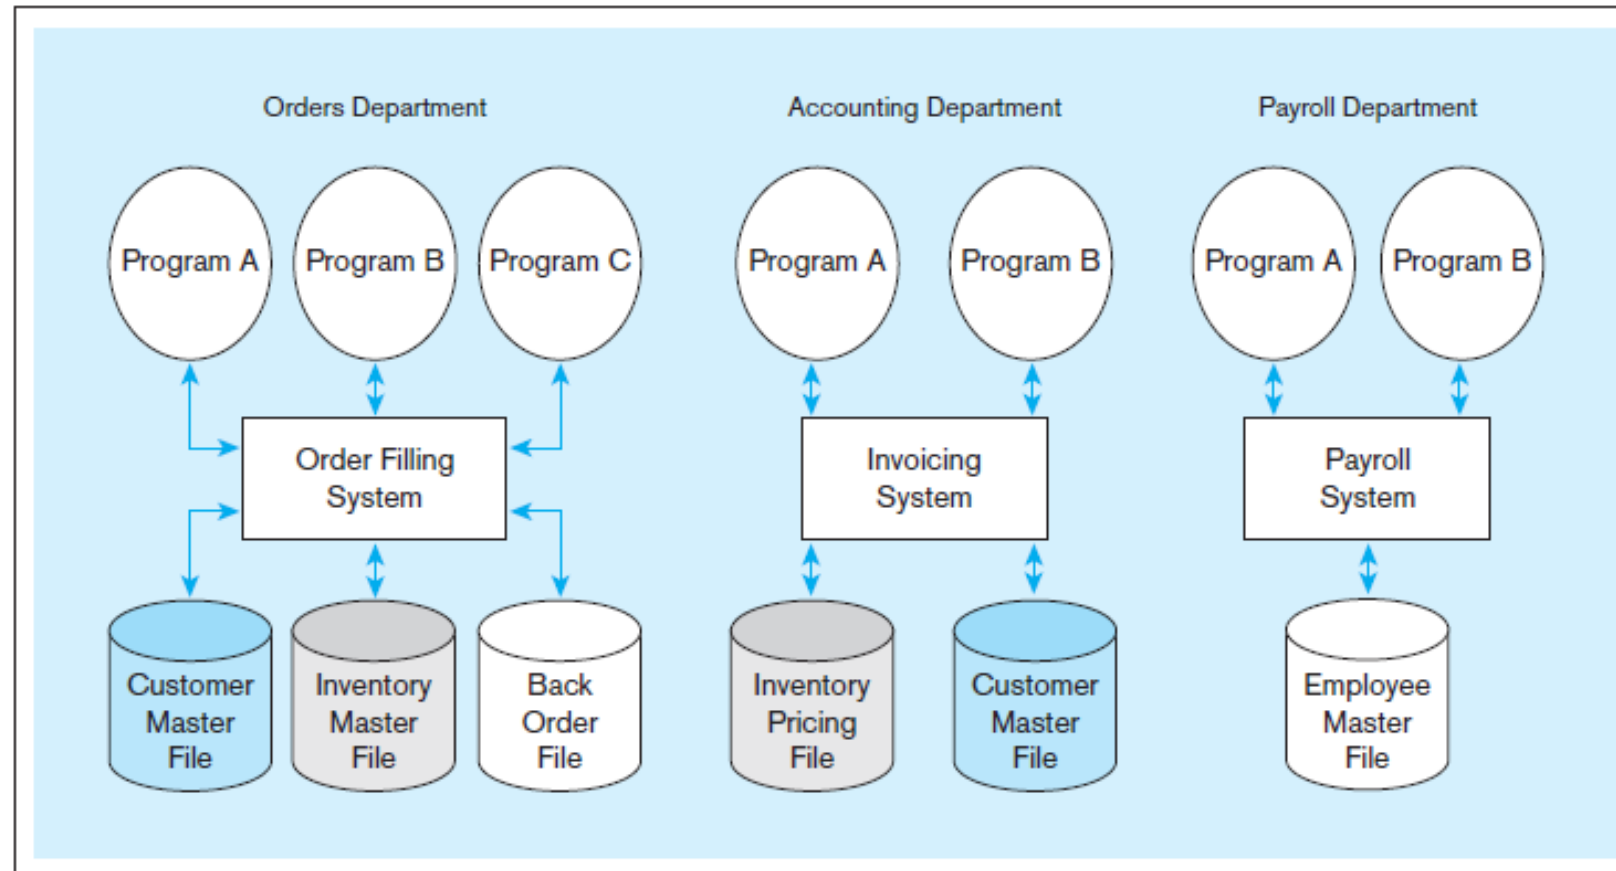 Orders Department
Accounting Department
Payroll Department
Program A
Program B
Program C
Program A
Program B
Program A
Program B
Order Filling
System
Invoicing
System
Payroll
System
Customer
Master
File
Inventory
Master
File
Back
Order
File
Inventory
Pricing
File
Customer
Master
File
Employee
Master
File